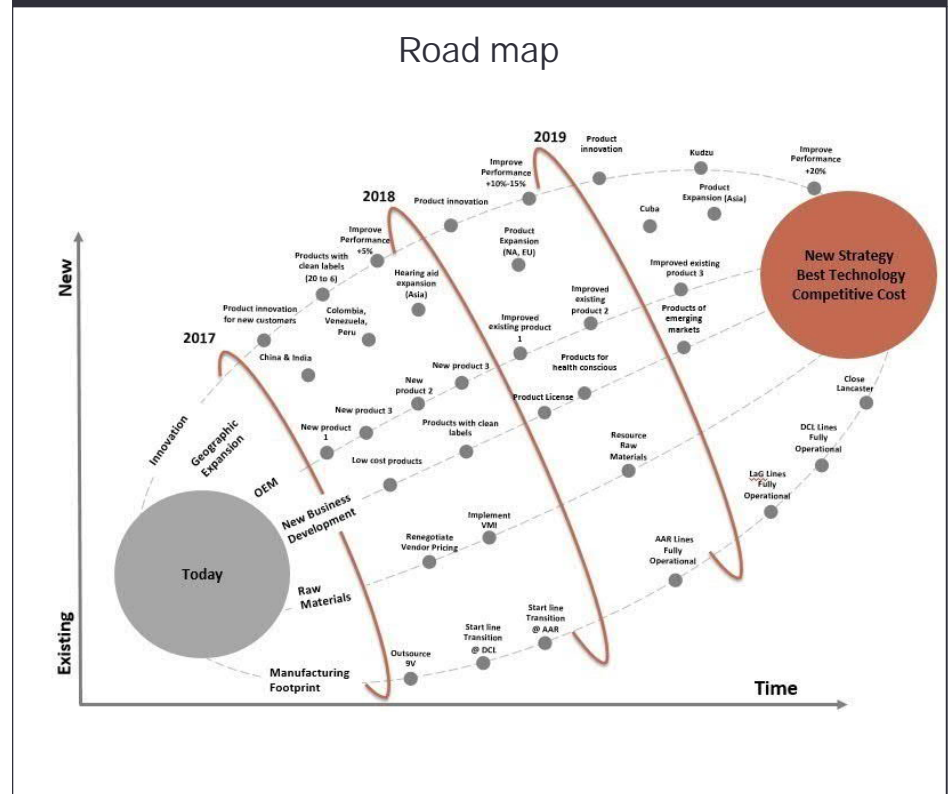 Road map
2019
Product
innovation
Kudzu
Improve
Performance
+20%
Improve
Performance
+10%-15%
Product
Expansion (Asia)
2018
Product innovation
Cuba
New
Improve
Performance
+5%
Product
Expansion
(NA, EU)
New Strategy
Best Technology
Competitive Cost
Products with
clean labels
(20 to 6)
Hearing aid
expansion
(Asia)
Improved existing
product 3
Product innovation
for new customers
Colombia,
Venezuela,
Peru
Improved
existing
product 2
Products of
emerging
markets
2017
China & India
Improved
existing product
1
Products for
health conscious
New product 3
New
product 2
Product License
Close
Lancaster
New product 3
New product
1
Products with clean
labels
Innovation
Geographic
Expansion
OEM
Low cost products
Resource
Raw
Materials
DCL Lines
Fully
Operational
New Business
Development
LaG Lines
Fully
Operational
Implement
VMI
Renegotiate
Vendor Pricing
AAR Lines
Fully
Operational
Today
Raw
Materials
Existing
Start line
Transition
@ AAR
Start line
Transition
@ DCL
Outsource
9V
Manufacturing
Footprint
Time